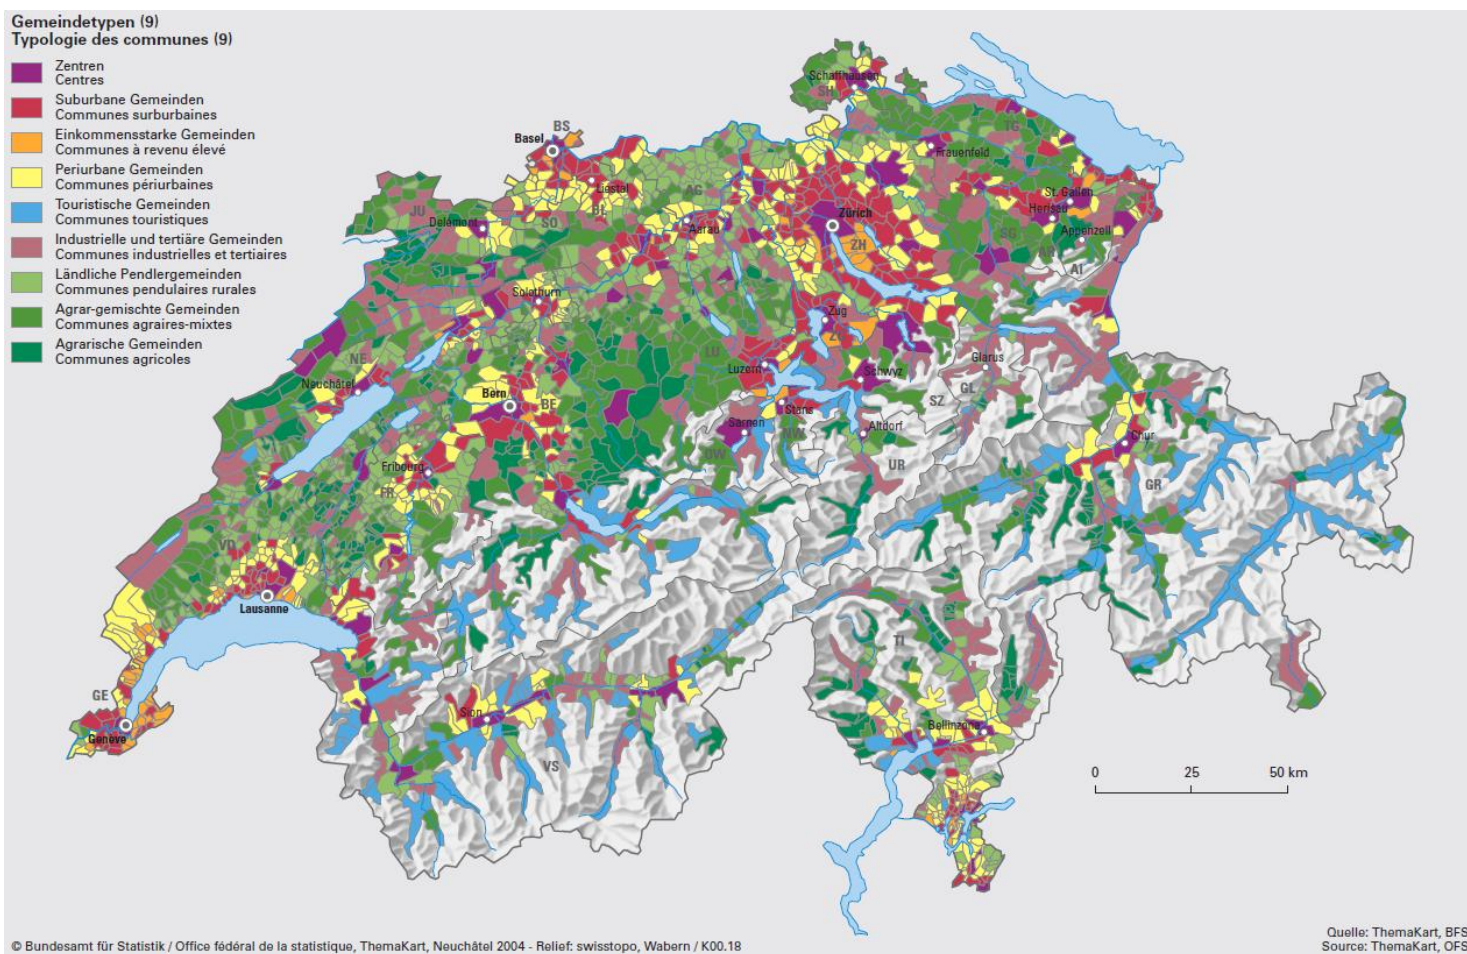 Gemeindetypen (9)
Typologie des communes (9)
Zentren
Centres
Suburbane Gemeinden
Communes surburbaines
Einkommensstarke Gemeinden
Communes à revenu élevé
Periurbane Gemeinden
Communes périurbaines
Touristische Gemeinden
Communes touristiques
Industrielle und tertiäre Gemeinden
Communes industrielles et tertiaires
Ländliche Pendlergemeinden
Communes pendulaires rurales
Agrar-gemischte Gemeinden
Communes agraires-mixtes
Agrarische Gemeinden
Communes agricoles
Schaffhausen
SH
BS
Basel
TG
Frauenfeld
Liestal
AG
St. Gallen
Herisau
JU
BL
Delémont
SO
Aarau
Zürich
ZH
SG
AR
Appenzell
AI
Solothurn
Zug
ZG
NE
LU
Luzern
Glarus
Schwyz
Neuchâtel
Bern
BE
SZ
GL
Stans
Sarnen
NW
Altdorf
OW
Chur
Fribourg
FR
UR
GR
VD
Lausanne
TI
GE
Genève
Sion
Bellinzona
VS
0 25 50 km
© Bundesamt für Statistik / Office fédéral de la statistique, ThemaKart, Neuchâtel 2004 - Relief: swisstopo, Wabern / K00.18
Quelle: ThemaKart, BFS
Source: ThemaKart, OFS